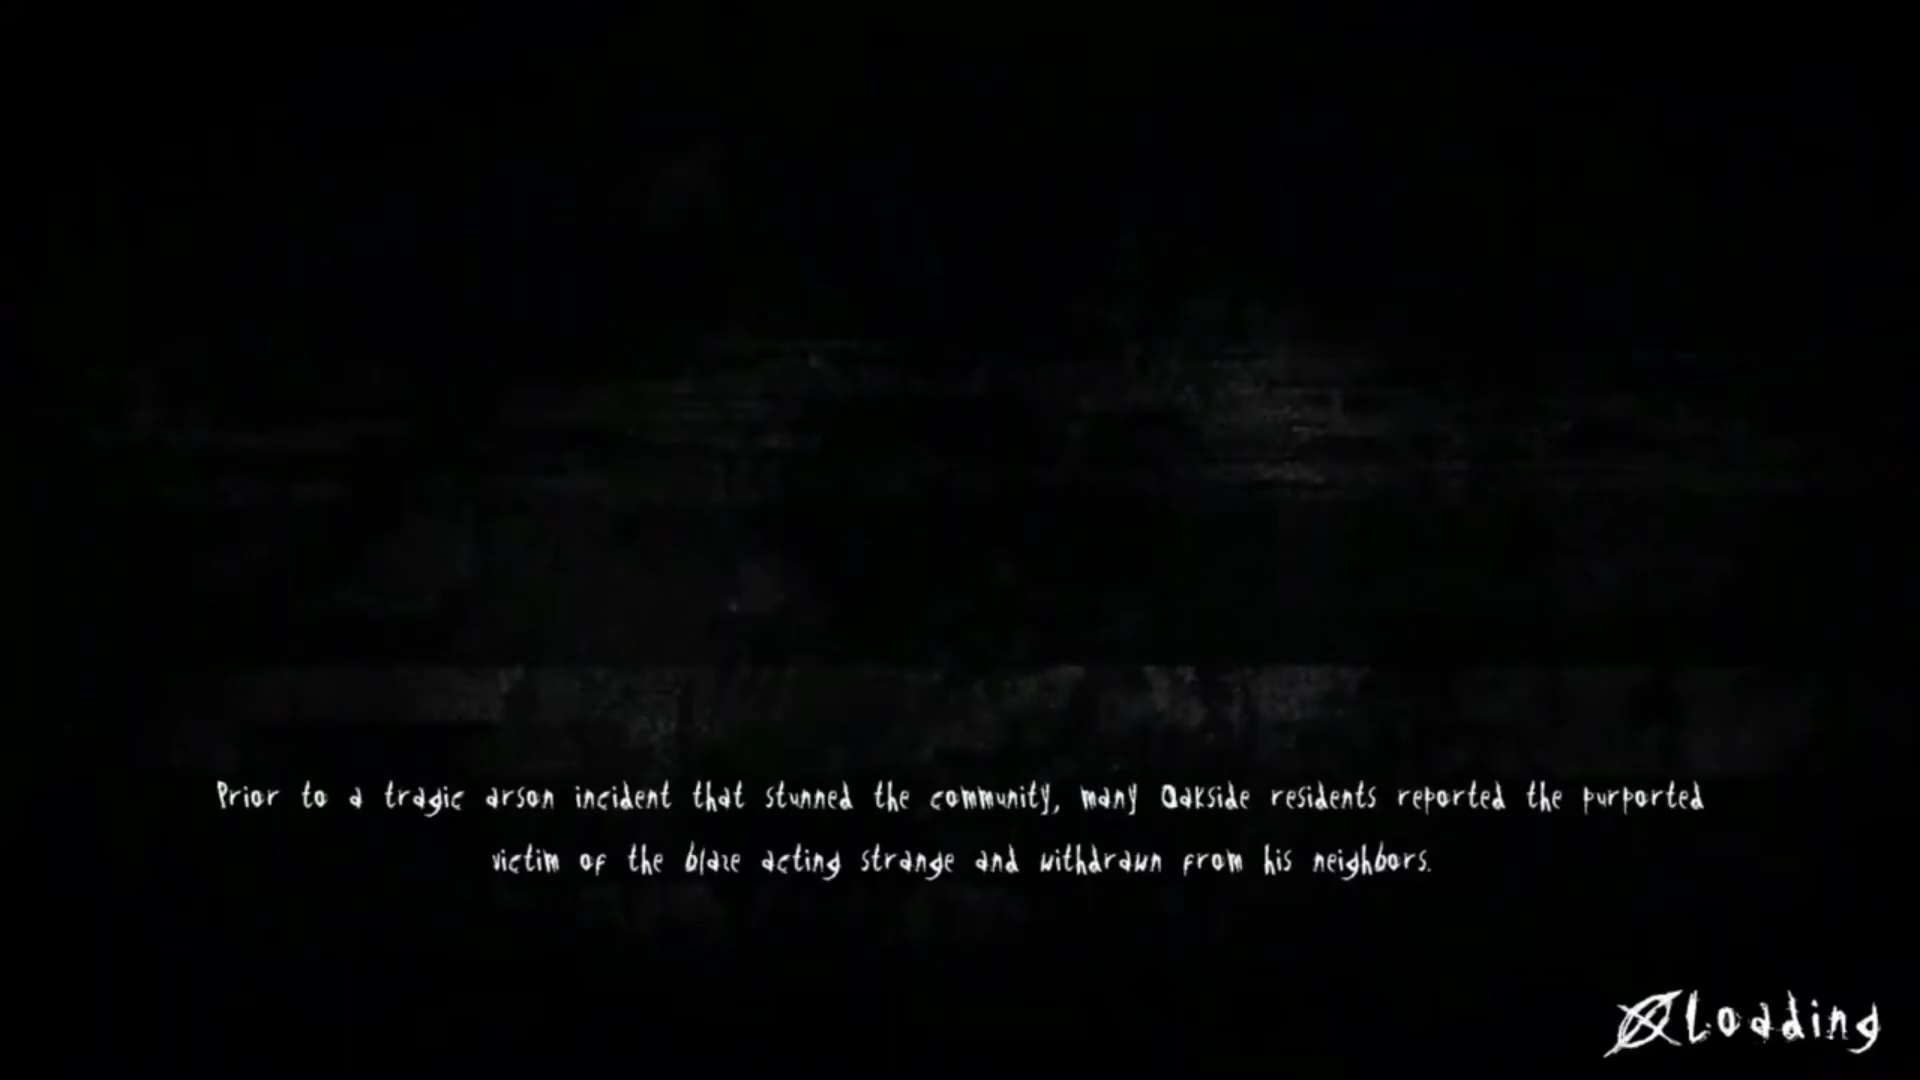 Prior to a tragic arson incident that stunned the community, many Oakside residents reported the purported
victim of the blaze acting strange and withdrawn from his neighbors.
Loading